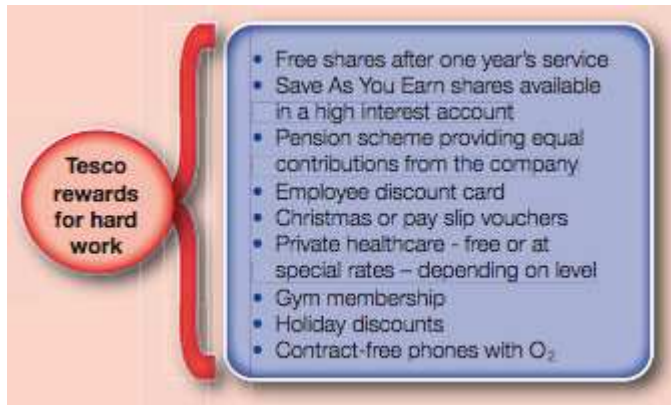 Tesco
rewards
for hard
work
• Free shares after one year's service
• Save As You Earn shares available
in a high interest account
• Pension scheme providing equal
contributions from the company
• Employee discount card
• Christmas or pay slip vouchers
• Private healthcare - free or at
special rates – depending on level
• Gym membership
• Holiday discounts
• Contract-free phones with O₂